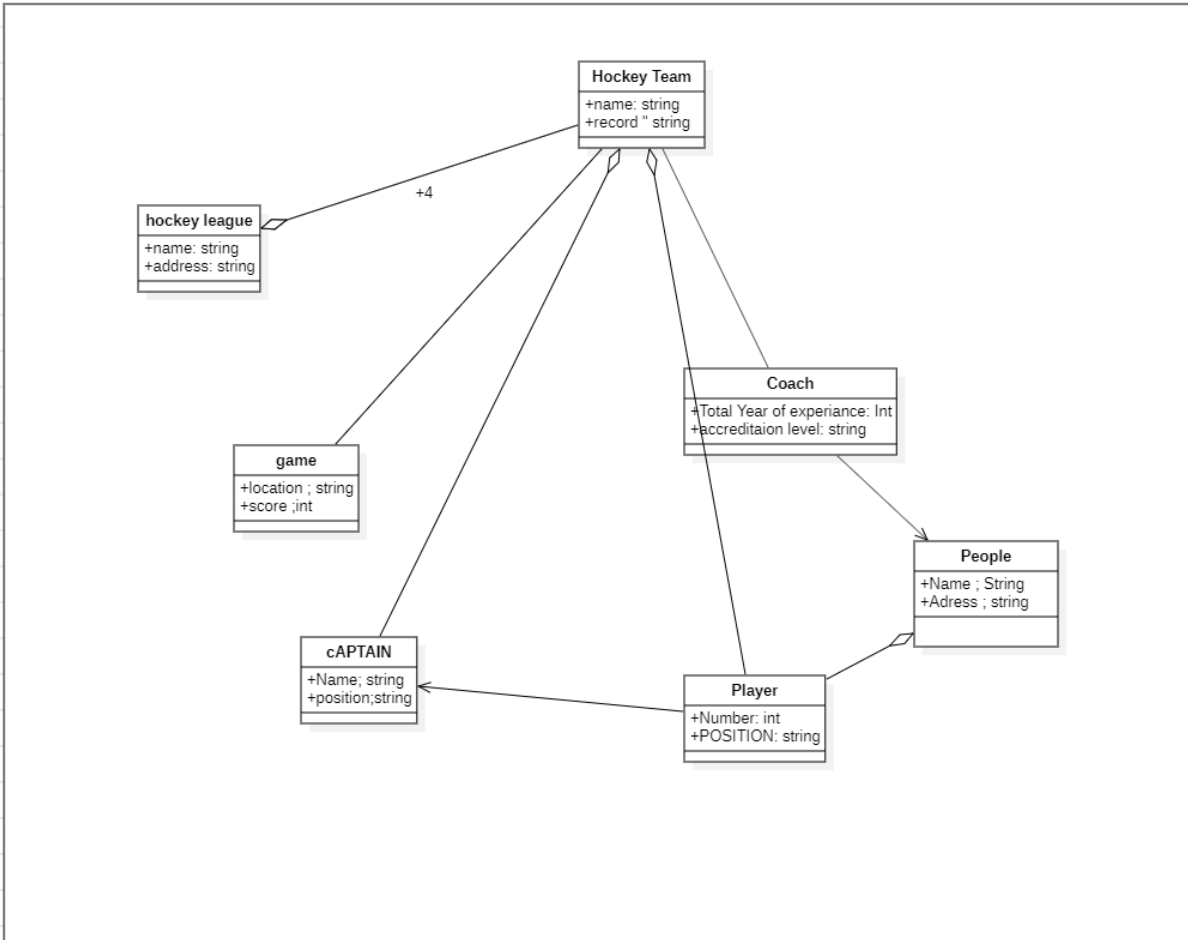 Hockey Team
+name: string
+record " string
+4
hockey league
+name: string
+address: string
Coach
+Total Year of experiance: Int
+accreditaion level: string
game
+location ; string
+score ;int
People
+Name ; String
+Adress ; string
cAPTAIN
+Name; string
+position;string
Player
+Number: int
+POSITION: string